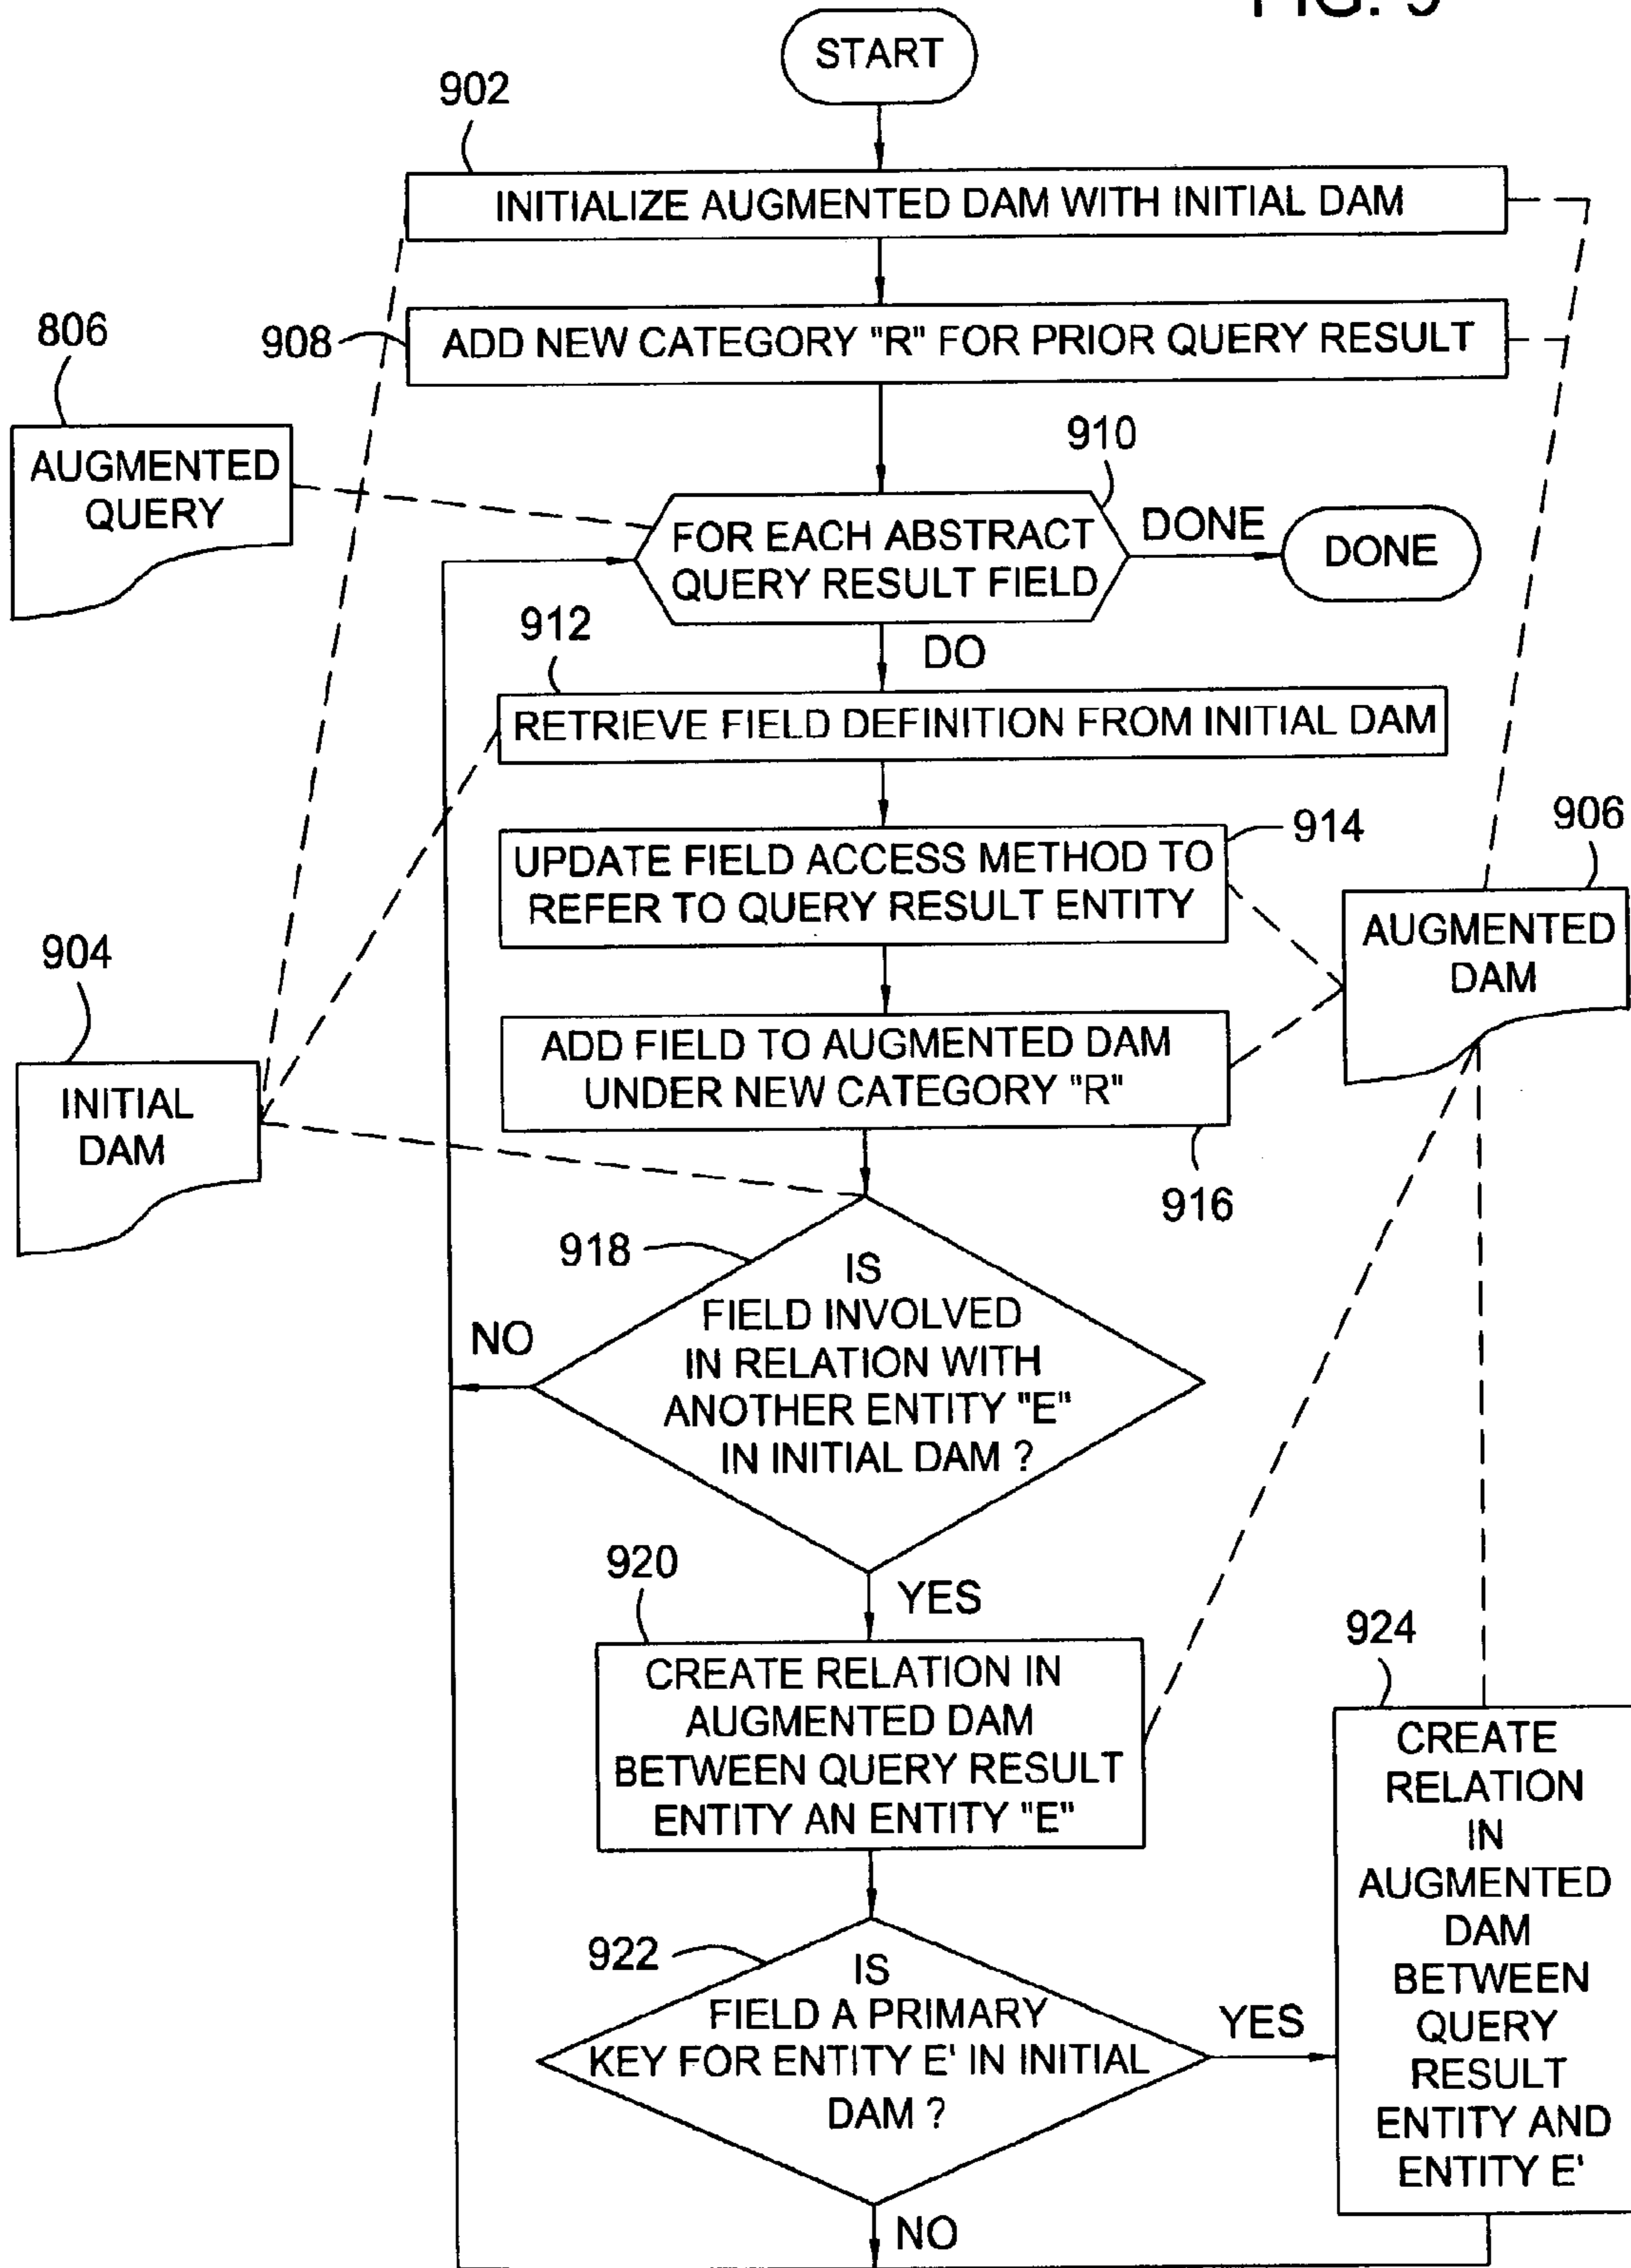 FIG. 9
START
902
INITIALIZE AUGMENTED DAM WITH INITIAL DAM
908
ADD NEW CATEGORY "R" FOR PRIOR QUERY RESULT
806
AUGMENTED
QUERY
910
FOR EACH ABSTRACT
QUERY RESULT FIELD
DONE
DONE
DO
912
RETRIEVE FIELD DEFINITION FROM INITIAL DAM
914
UPDATE FIELD ACCESS METHOD TO
REFER TO QUERY RESULT ENTITY
906
AUGMENTED
DAM
904
INITIAL
DAM
ADD FIELD TO AUGMENTED DAM
UNDER NEW CATEGORY "R"
916
918
IS
FIELD INVOLVED
IN RELATION WITH
ANOTHER ENTITY "E"
IN INITIAL DAM ?
NO
YES
920
CREATE RELATION IN
AUGMENTED DAM
BETWEEN QUERY RESULT
ENTITY AN ENTITY "E"
922
IS
FIELD A PRIMARY
KEY FOR ENTITY E' IN INITIAL
DAM ?
YES
NO
924
CREATE
RELATION
IN
AUGMENTED
DAM
BETWEEN
QUERY
RESULT
ENTITY AND
ENTITY E'